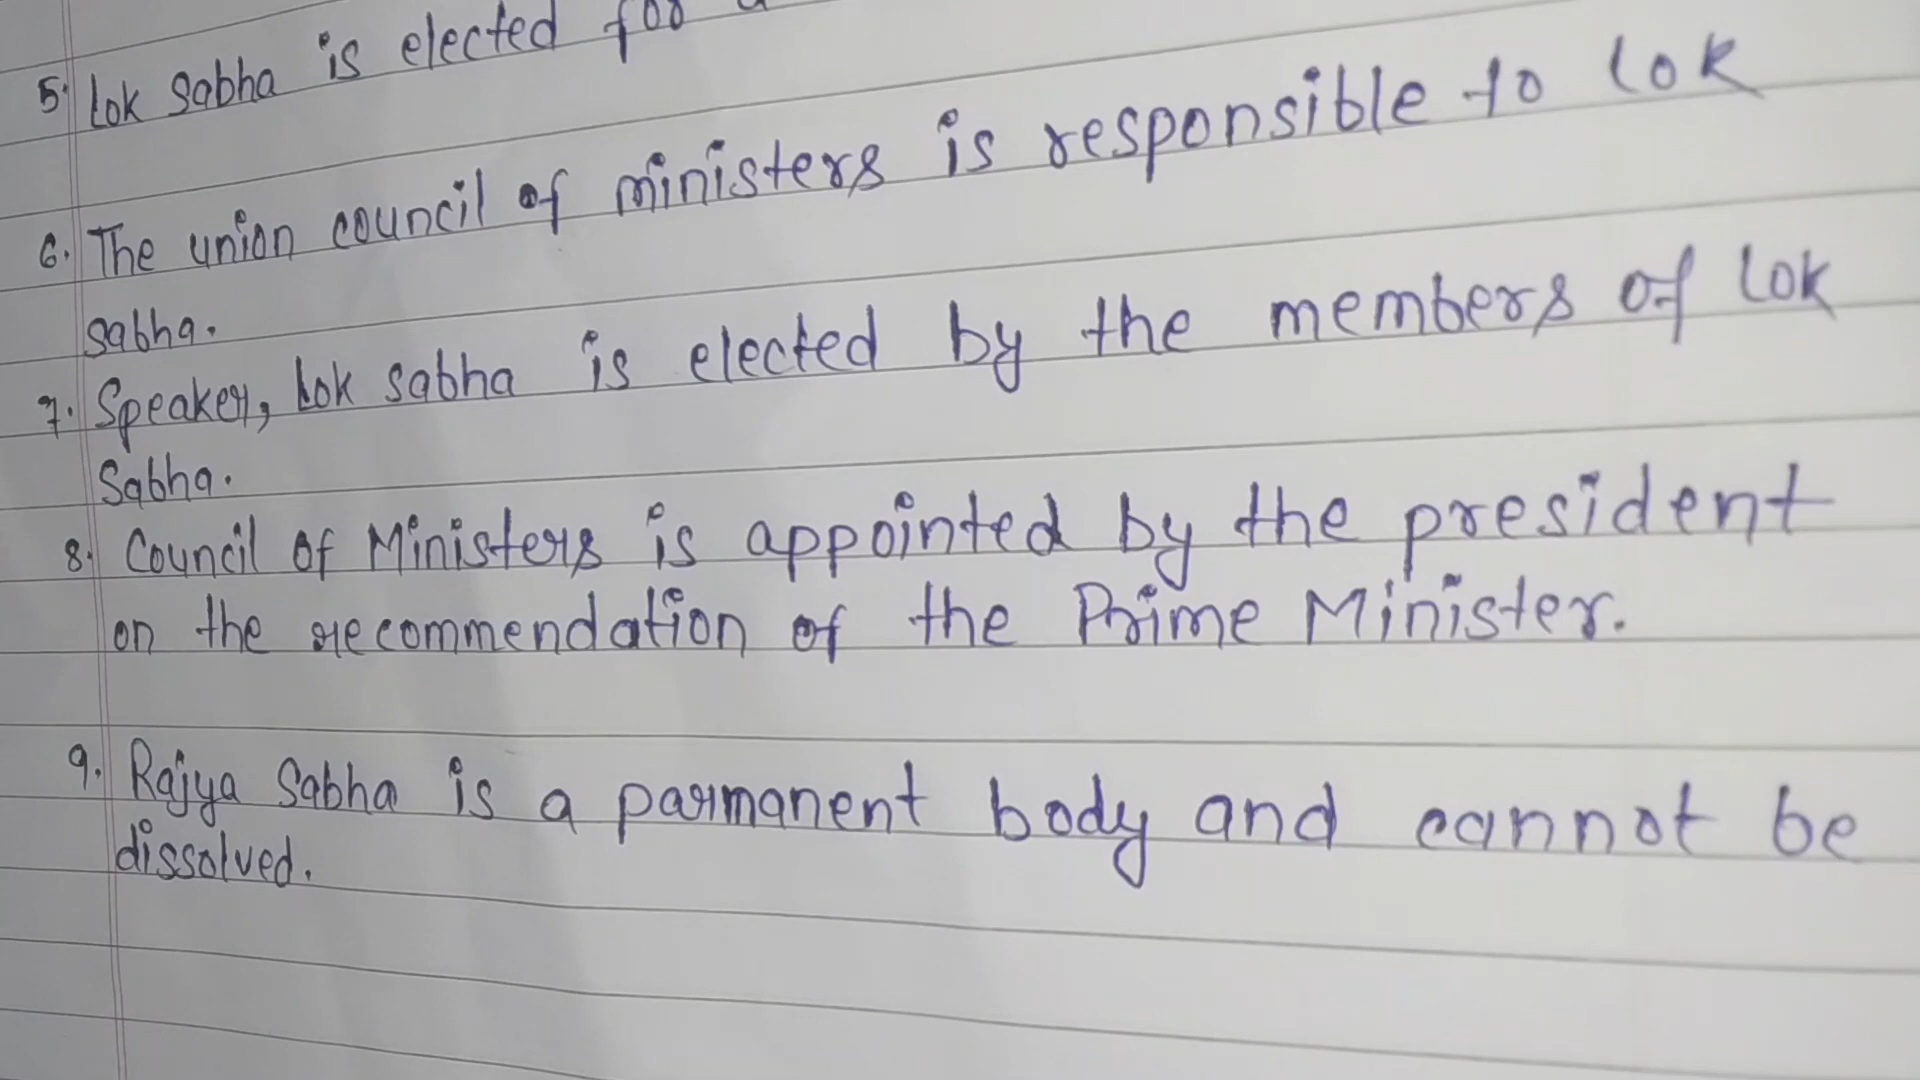 5. Lok Sabha is elected for
6. The union council of ministers is responsible to lok
sabha.
7. Speaker, Lok sabha is elected by the members of lok
Sabha.
8. Council of Ministers is appointed by the president
on the recommendation of the Prime Minister.
9. Rajya Sabha is a parmanent body and cannot be
dissolved.